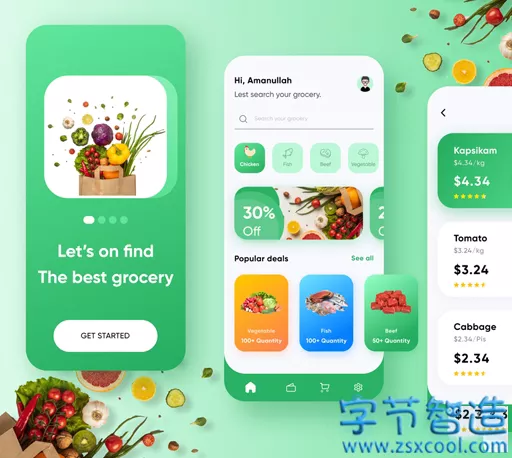 Let's on find
The best grocery
GET STARTED
Hi, Amanullah
Lest search your grocery.
Search your grocery
Chicken
Fish
Beef
Vegetable
30%
Off
2
Popular deals
See all
Vegetable
100+ Quantity
Fish
100+ Quantity
Beef
50+ Quantity
Kapsikam
$4.34/kg
$4.34
Tomato
$3.24/kg
$3.24
Cabbage
$2.34/Pis
$2.34
字节智造
www.zsxcool.com